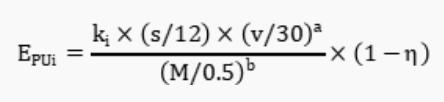 E_PUi = k_i × (s/12) × (v/30)^a / (M/0.5)^b × (1 − η)